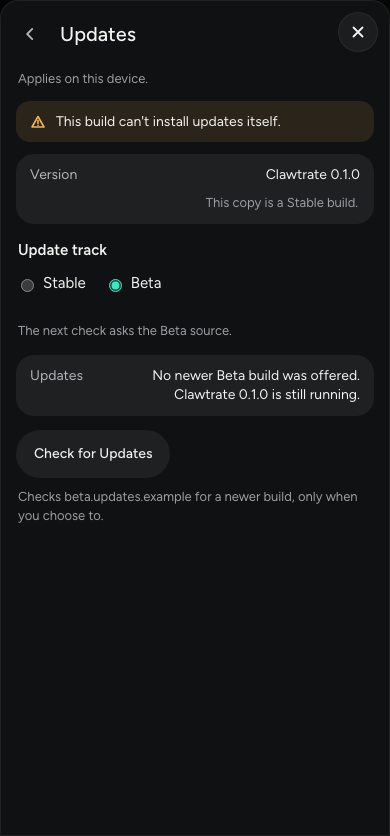 Updates
Applies on this device.
This build can't install updates itself.
Version Clawtrate 0.1.0
This copy is a Stable build.
Update track
Stable Beta
The next check asks the Beta source.
Updates No newer Beta build was offered.
Clawtrate 0.1.0 is still running.
Check for Updates
Checks beta.updates.example for a newer build, only when
you choose to.